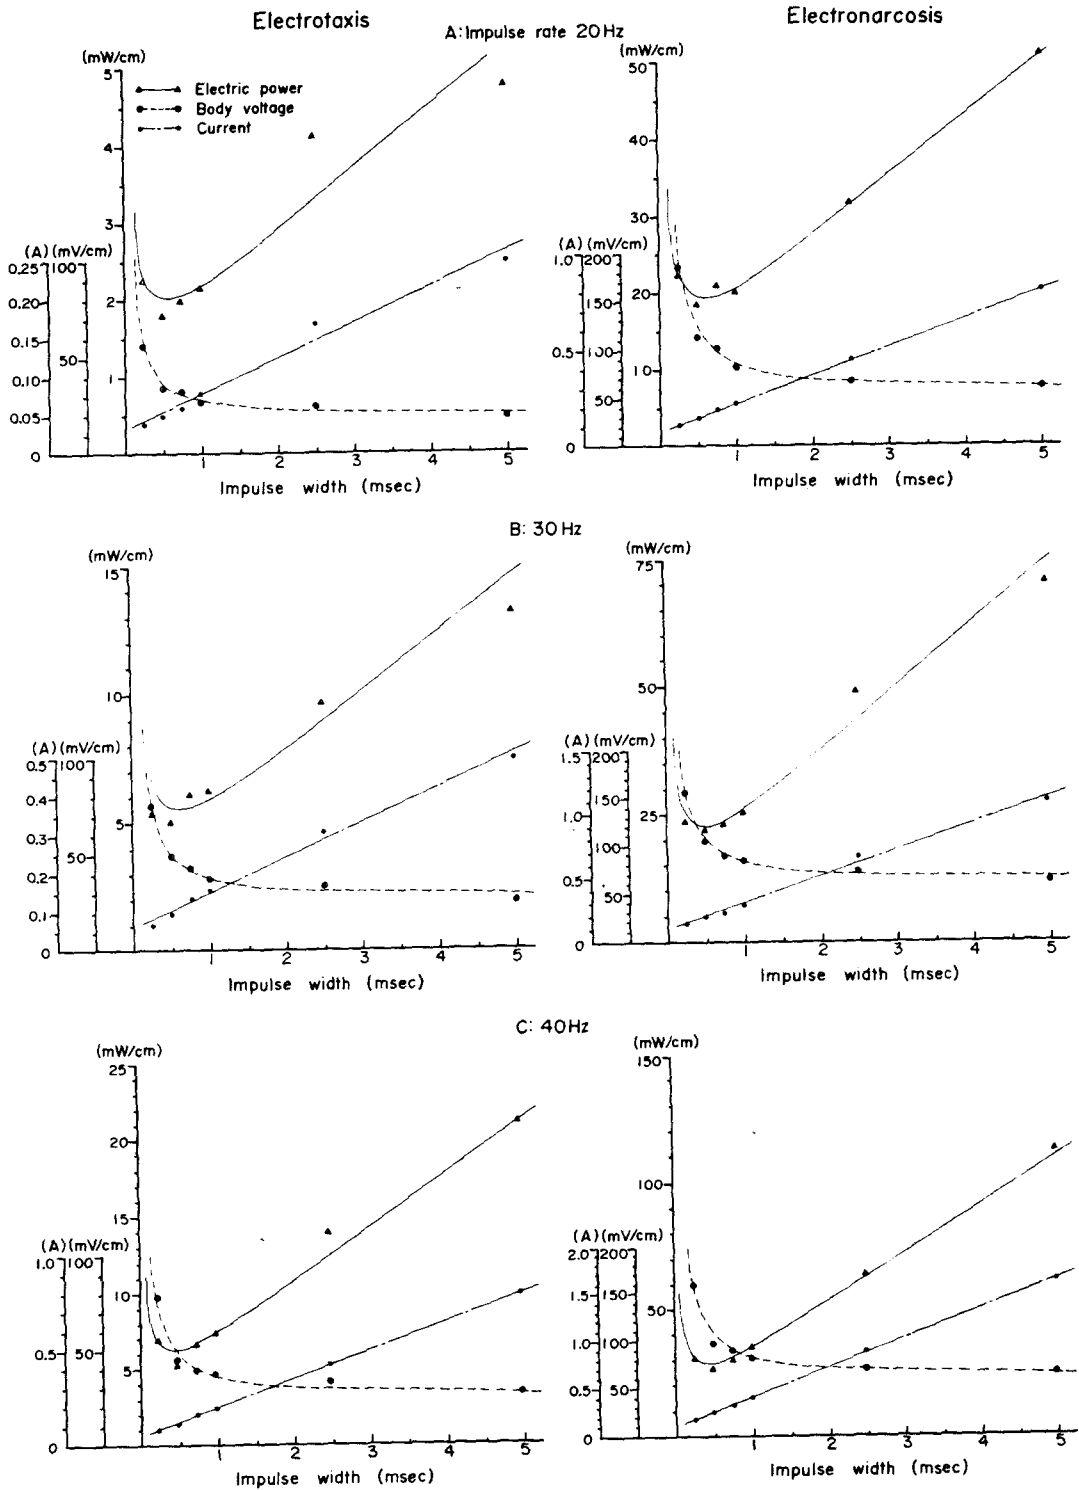 Electrotaxis
Electronarcosis
A: Impulse rate 20Hz
(mW/cm)
5
4
3
2
1
Electric power
Body voltage
Current
(A) (mV/cm)
0.25
0.20
0.15
0.10
0.05
0
100
50
1 2 3 4 5
Impulse width (msec)
(mW/cm)
50
40
30
20
10
(A) (mV/cm)
1.0
0.5
0
200
150
100
50
1 2 3 4 5
Impulse width (msec)
B: 30Hz
(mW/cm)
15
10
5
(A) (mV/cm)
0.5
0.4
0.3
0.2
0.1
0
100
50
1 2 3 4 5
Impulse width (msec)
(mW/cm)
75
50
25
(A) (mV/cm)
1.5
1.0
0.5
0
200
150
100
50
1 2 3 4 5
Impulse width (msec)
C: 40Hz
(mW/cm)
25
20
15
10
5
(A) (mV/cm)
1.0
0.5
0
100
50
1 2 3 4 5
Impulse width (msec)
(mW/cm)
150
100
50
(A) (mV/cm)
2.0
1.5
1.0
0.5
0
200
150
100
50
1 2 3 4 5
Impulse width (msec)